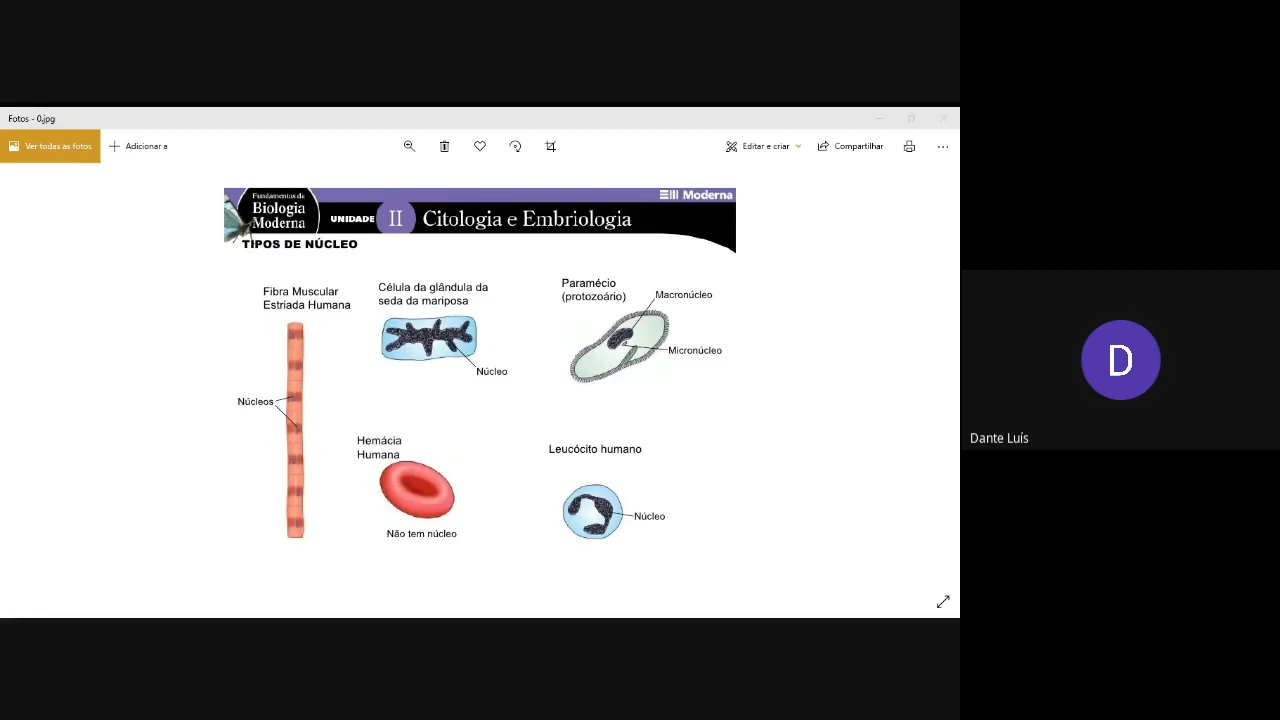 Fotos - 0.jpg
Ver todas as fotos
Adicionar a
Editar e criar
Compartilhar
Fundamentos da
Biologia
Moderna
UNIDADE II Citologia e Embriologia
Moderna
TIPOS DE NÚCLEO
Fibra Muscular
Estriada Humana
Núcleos
Célula da glândula da
seda da mariposa
Núcleo
Paramécio
(protozoário)
Macronúcleo
Micronúcleo
Hemácia
Humana
Não tem núcleo
Leucócito humano
Núcleo
D
Dante Luís